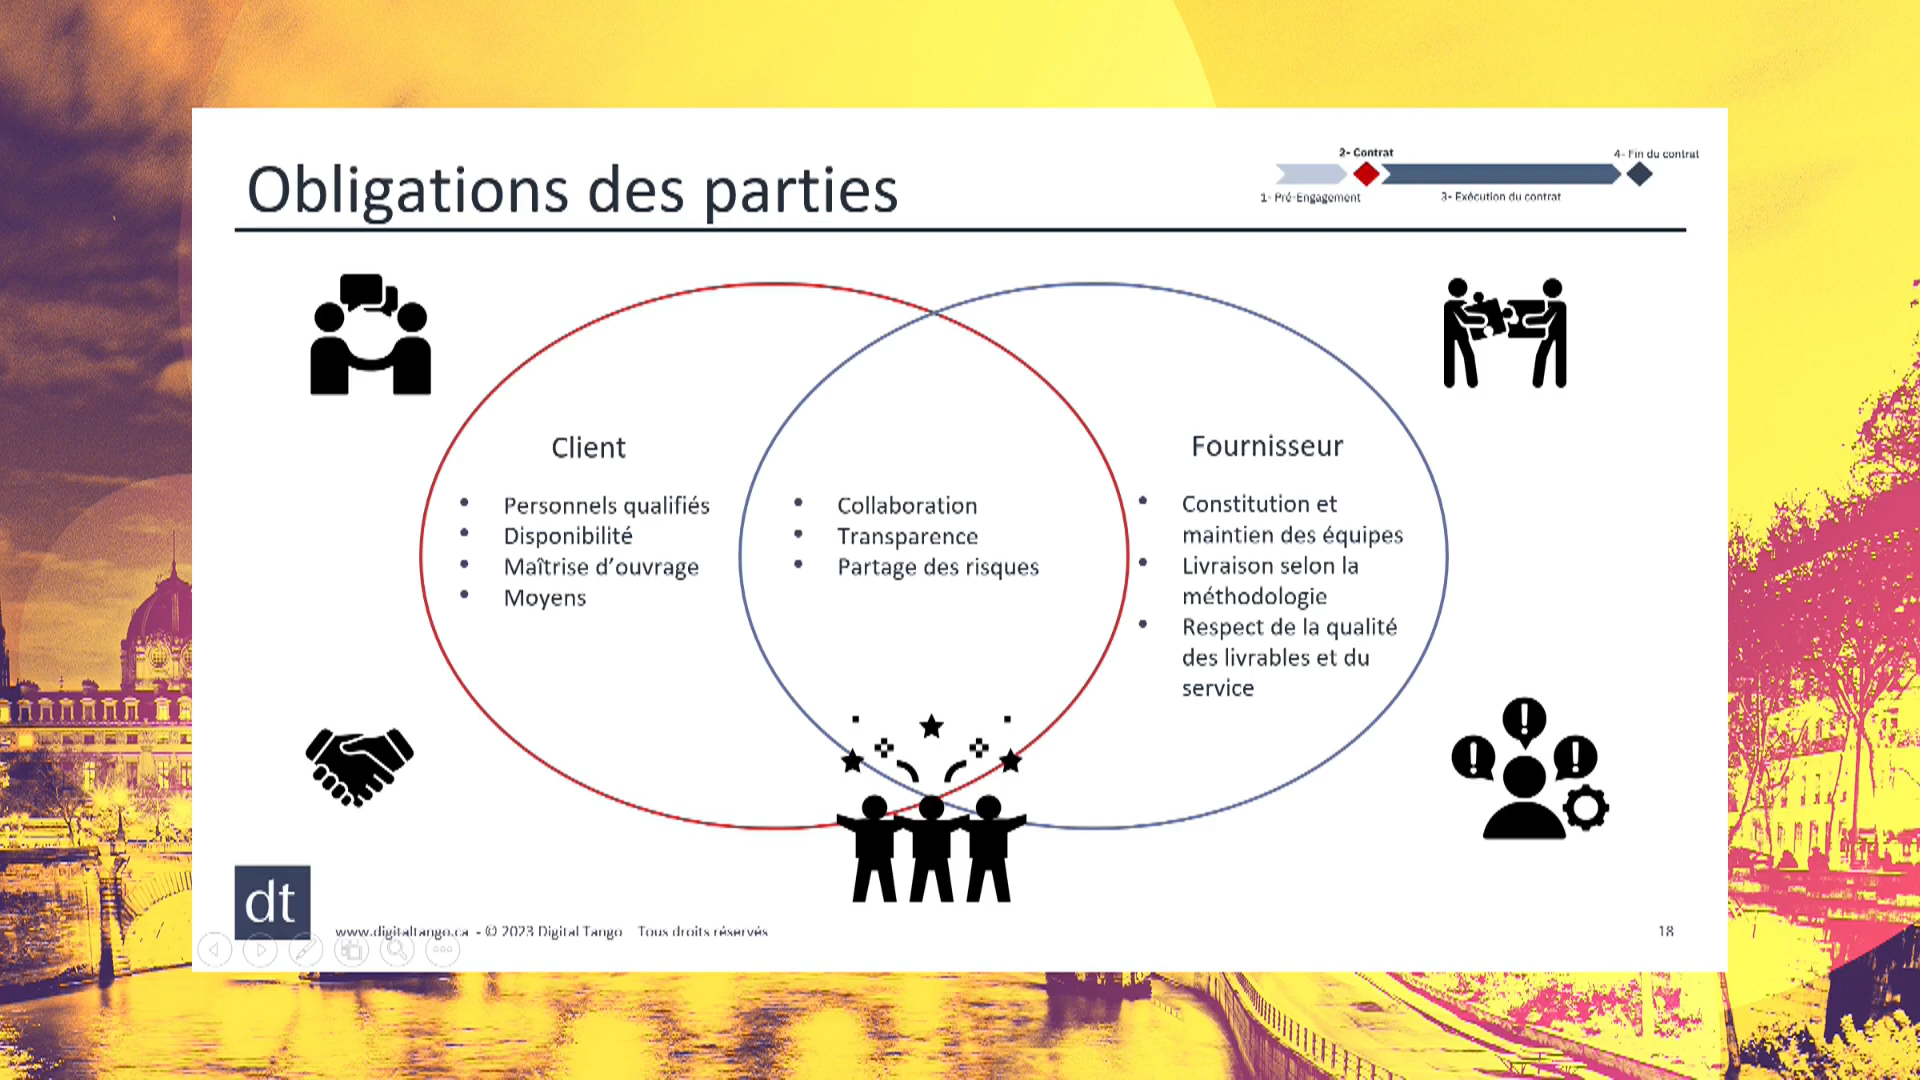 Obligations des parties
2- Contrat
4- Fin du contrat
1- Pré-Engagement
3- Exécution du contrat
Client
Personnels qualifiés
Disponibilité
Maîtrise d'ouvrage
Moyens
Collaboration
Transparence
Partage des risques
Fournisseur
Constitution et
maintien des équipes
Livraison selon la
méthodologie
Respect de la qualité
des livrables et du
service
dt
www.digitaltango.ca - © 2023 Digital Tango Tous droits réservés
18